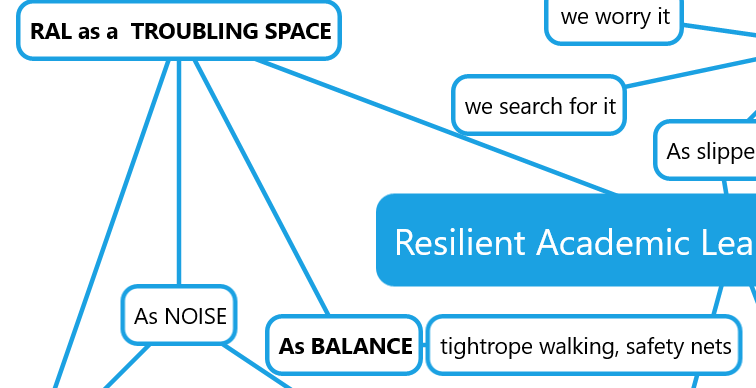 we worry it
RAL as a  TROUBLING SPACE
we search for it
As slippe
Resilient Academic Lea
As NOISE
As BALANCE
tightrope walking, safety nets